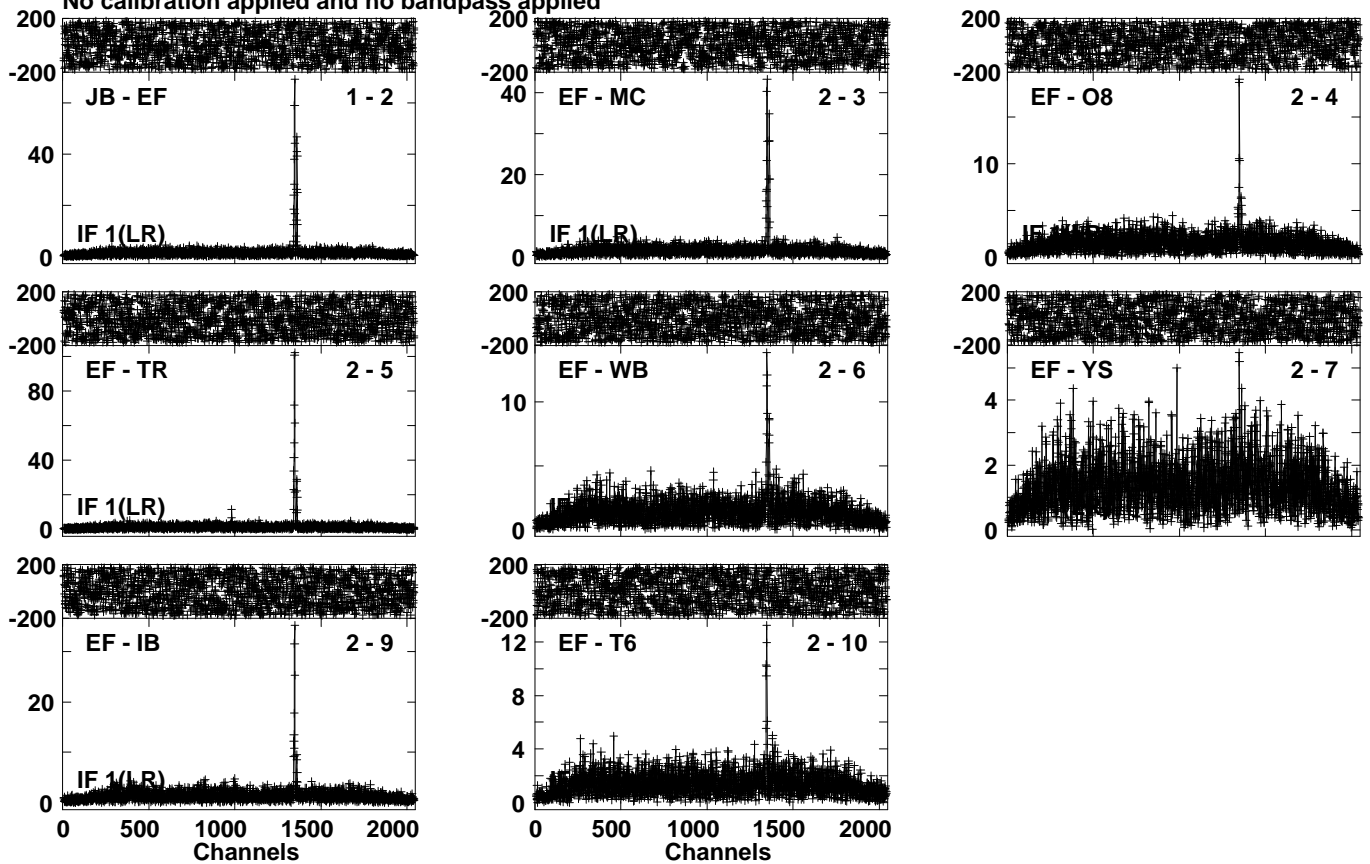 No calibration applied and no bandpass applied
200
-200
JB - EF 1 - 2
40
0
IF 1(LR)
-200
EF - MC 2 - 3
40
20
0
IF 1(LR)
-200
EF - O8 2 - 4
10
0
200
-200
EF - TR 2 - 5
80
40
0
IF 1(LR)
200
-200
EF - WB 2 - 6
10
0
200
-200
EF - YS 2 - 7
4
2
0
200
-200
EF - IB 2 - 9
20
0
IF 1(LR)
0 500 1000 1500 2000
Channels
200
-200
EF - T6 2 - 10
12
8
4
0
0 500 1000 1500 2000
Channels